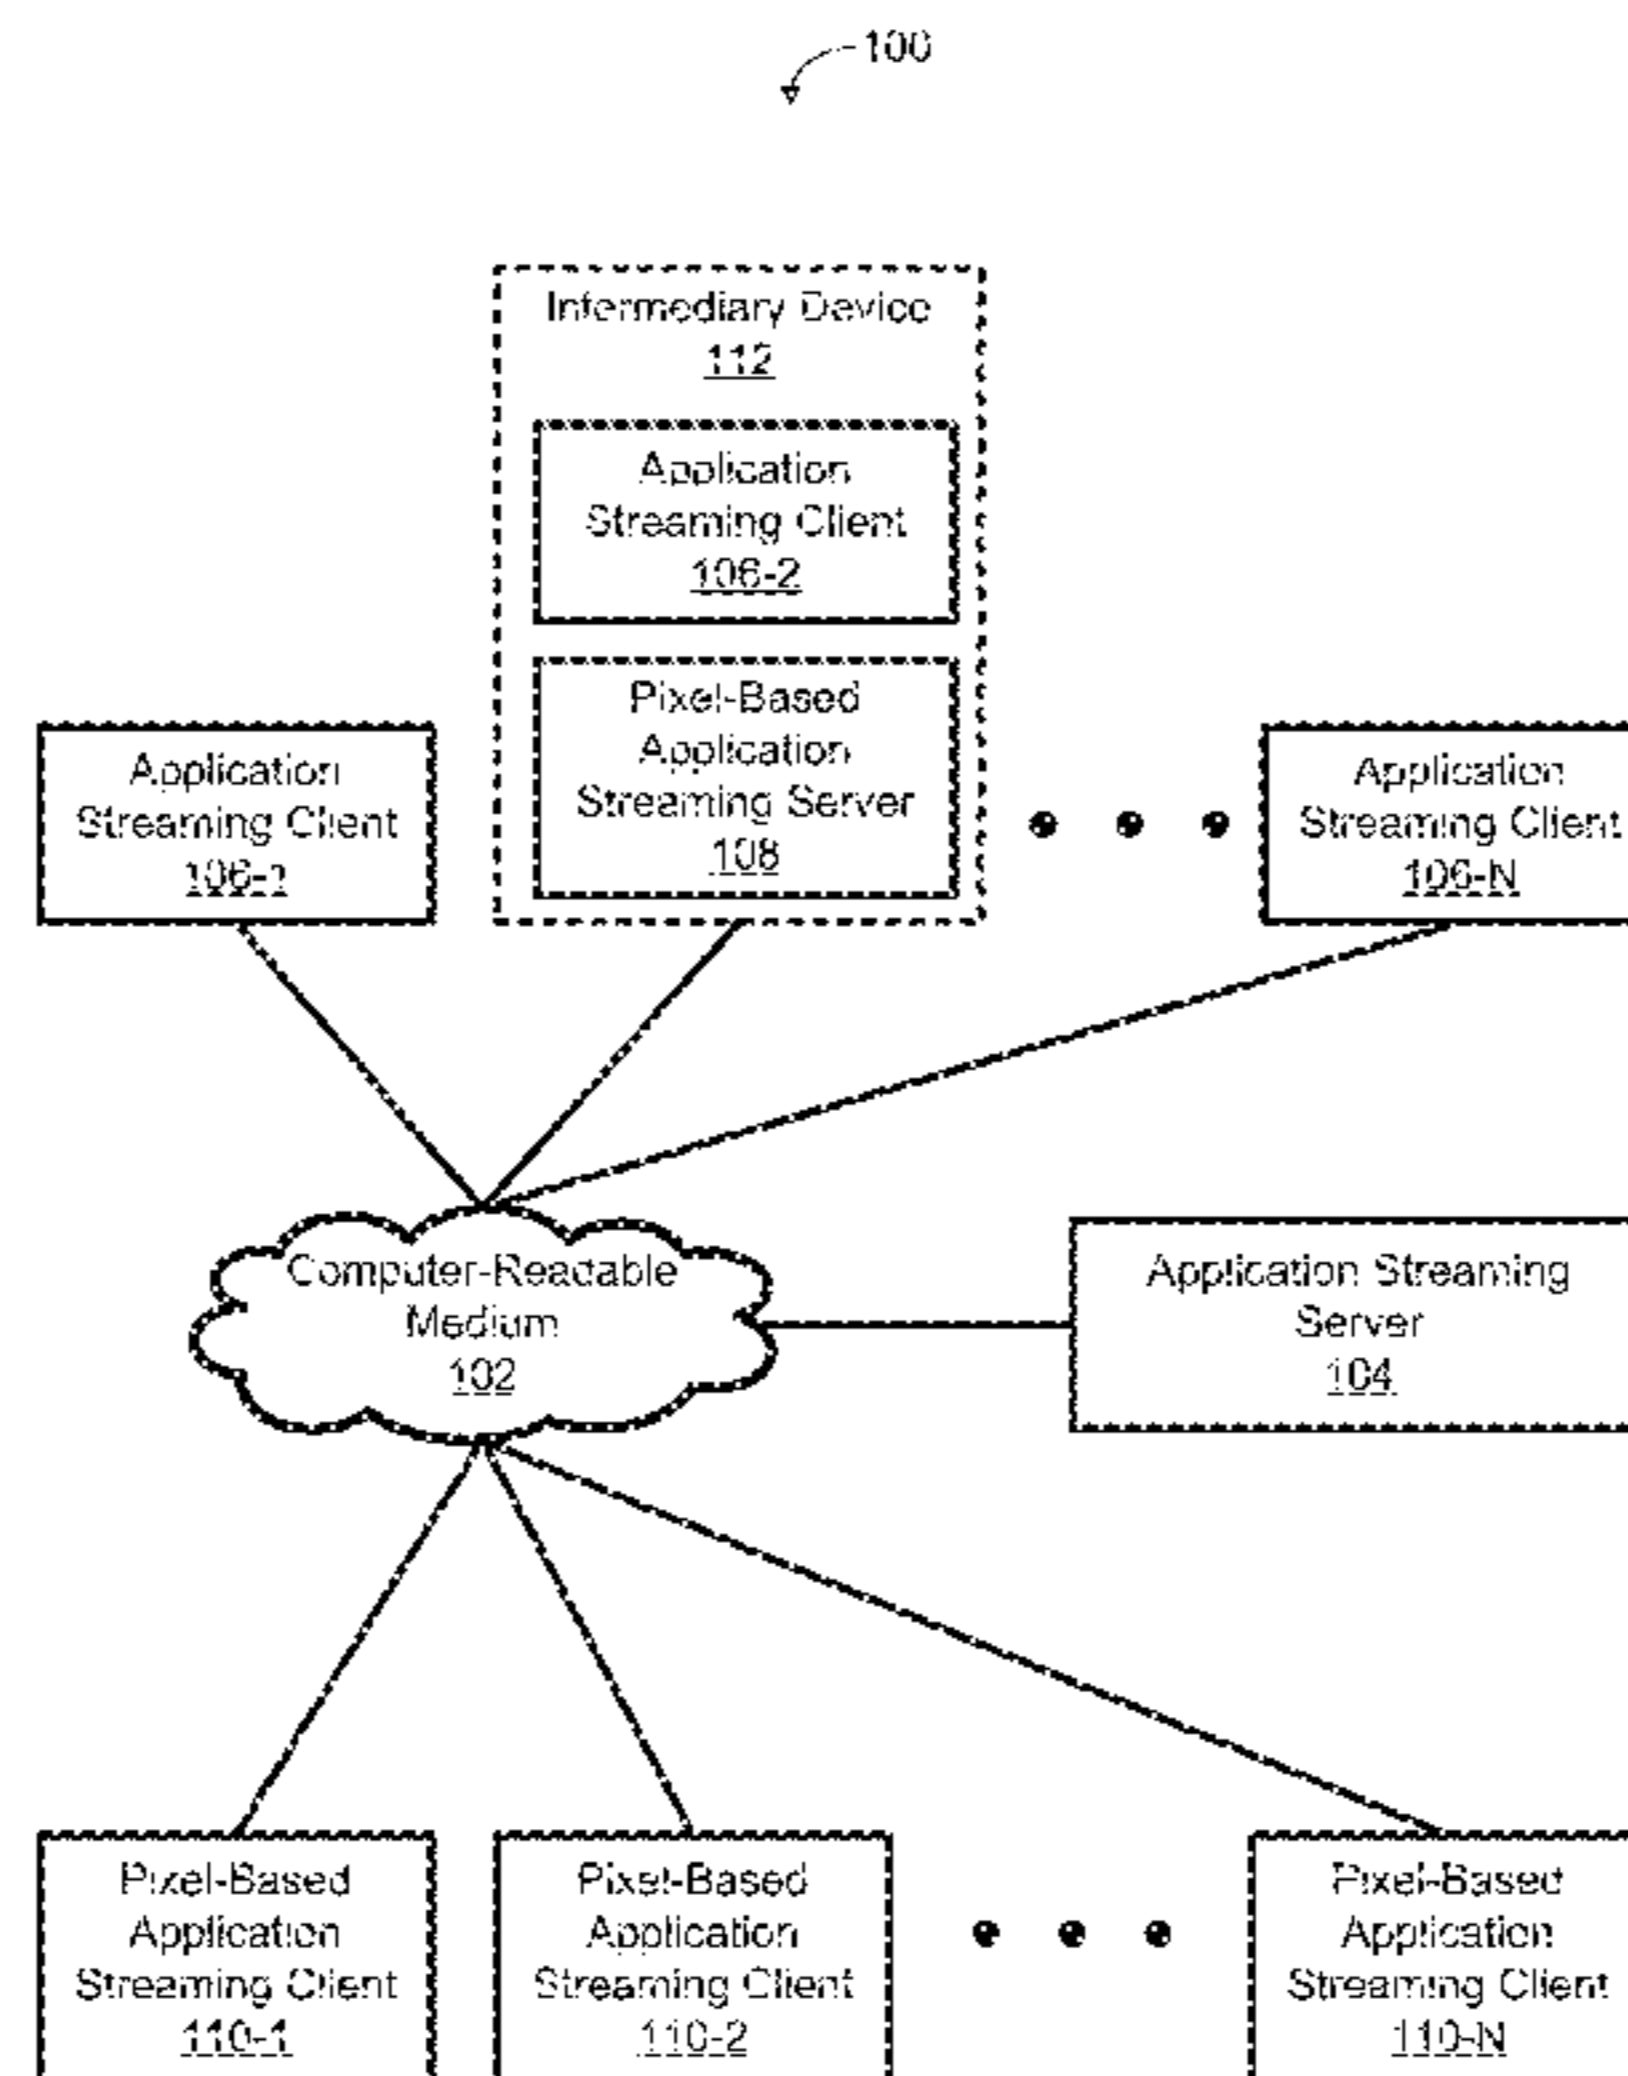 100
Intermediary Device
112
Application
Streaming Client
106-2
Pixel-Based
Application
Streaming Server
108
Application
Streaming Client
106-1
Application
Streaming Client
106-N
Computer-Readable
Medium
102
Application Streaming
Server
104
Pixel-Based
Application
Streaming Client
110-1
Pixel-Based
Application
Streaming Client
110-2
Pixel-Based
Application
Streaming Client
110-N